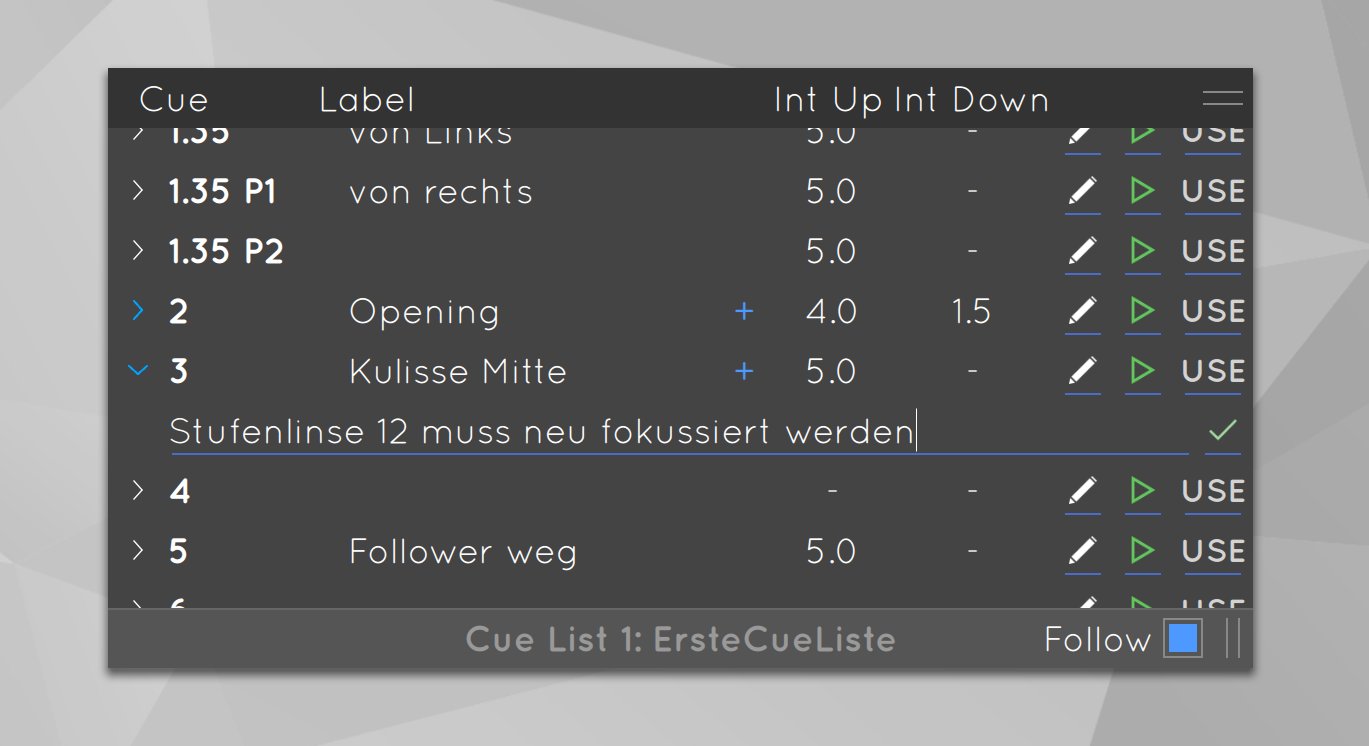 Cue Label Int Up Int Down
1.35 von Links 5.0 - USE
1.35 P1 von rechts 5.0 - USE
1.35 P2 5.0 - USE
2 Opening + 4.0 1.5 USE
3 Kulisse Mitte + 5.0 - USE
Stufenlinse 12 muss neu fokussiert werden
4 - - USE
5 Follower weg 5.0 - USE
6 USE
Cue List 1: ErsteCueListe Follow